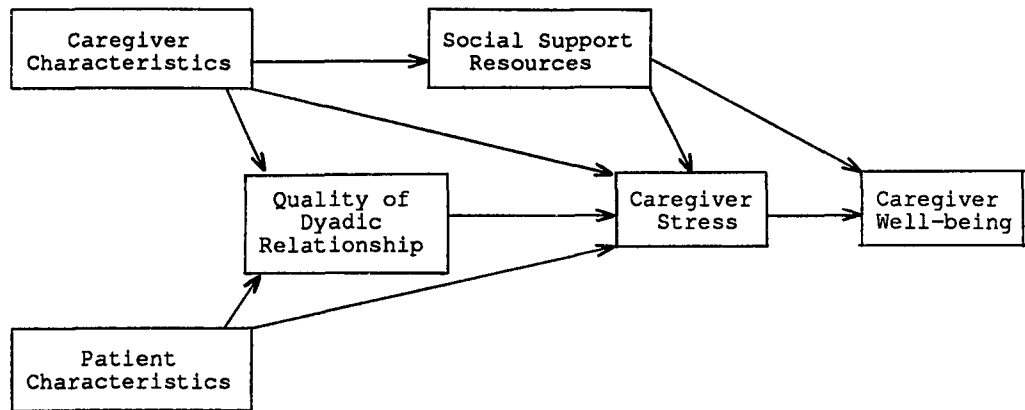 Caregiver
Characteristics
Social Support
Resources
Quality of
Dyadic
Relationship
Caregiver
Stress
Caregiver
Well-being
Patient
Characteristics